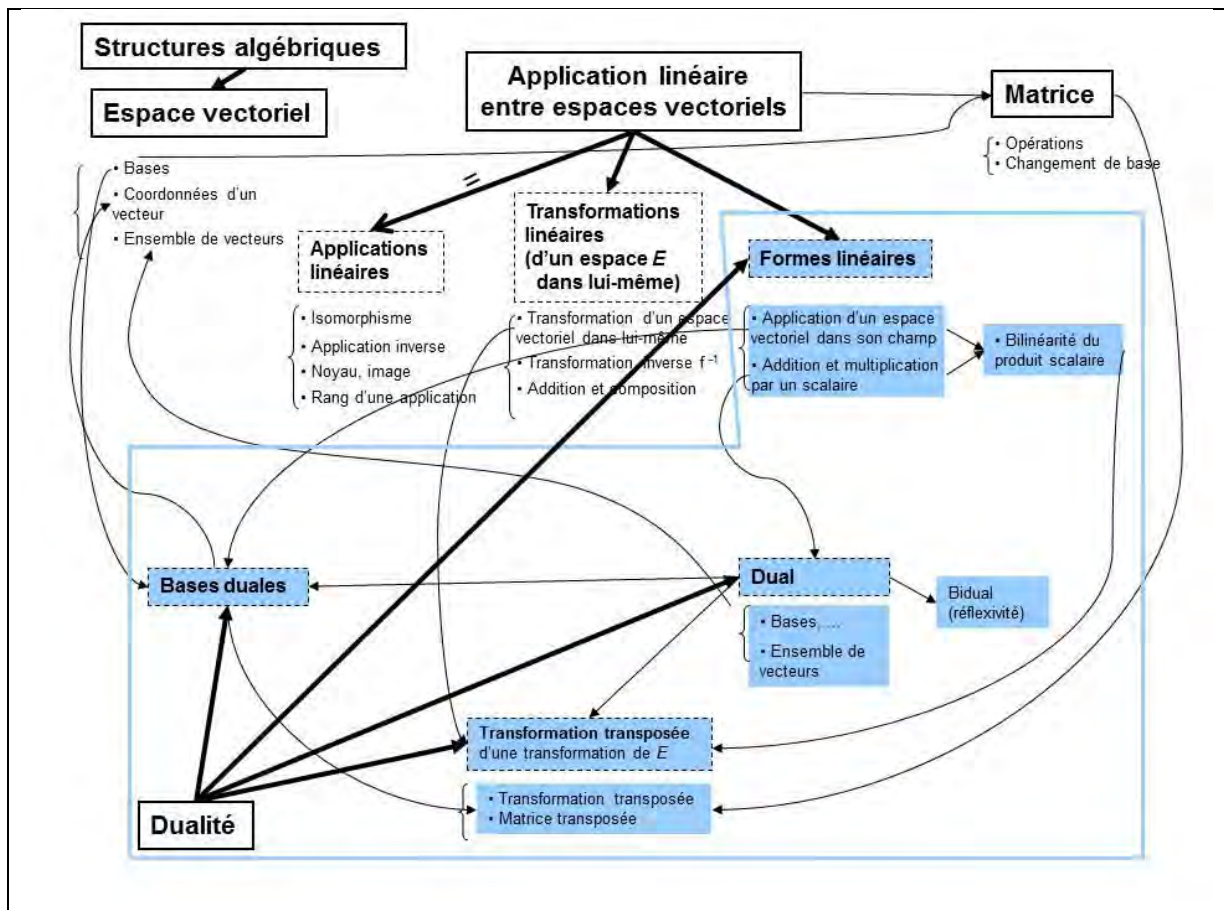 Structures algébriques
Espace vectoriel
• Bases
• Coordonnées d'un
vecteur
• Ensemble de vecteurs
Application linéaire
entre espaces vectoriels
Matrice
• Opérations
• Changement de base
=
Applications
linéaires
• Isomorphisme
• Application inverse
• Noyau, image
• Rang d'une application
Transformations
linéaires
(d'un espace E
dans lui-même)
• Transformation d'un espace
vectoriel dans lui-même
• Transformation inverse f⁻¹
• Addition et composition
Formes linéaires
• Application d'un espace
vectoriel dans son champ
• Addition et multiplication
par un scalaire
• Bilinéarité du
produit scalaire
Bases duales
Dual
• Bases, ...
• Ensemble de
vecteurs
Bidual
(réflexivité)
Transformation transposée
d'une transformation de E
• Transformation transposée
• Matrice transposée
Dualité